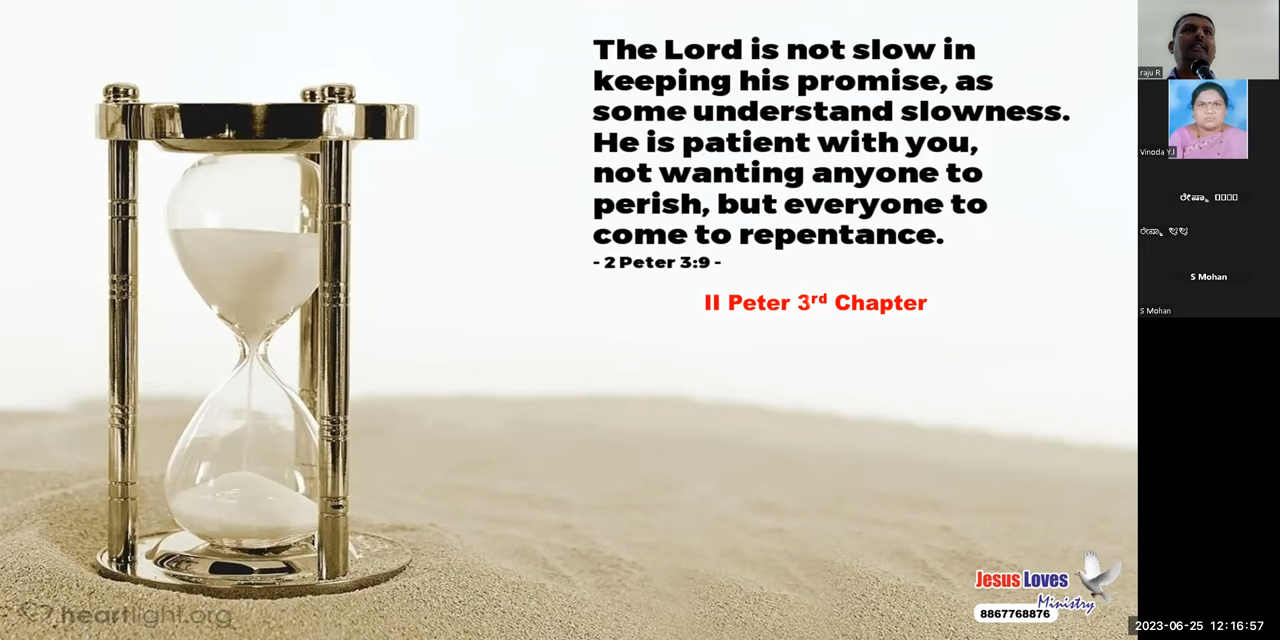 The Lord is not slow in
keeping his promise, as
some understand slowness.
He is patient with you,
not wanting anyone to
perish, but everyone to
come to repentance.
- 2 Peter 3:9 -
II Peter 3rd Chapter
heartlight.org
Jesus Loves
Ministry
8867768876
raju R
Vinoda Y.l
S Mohan
S Mohan
2023-06-25 12:16:57